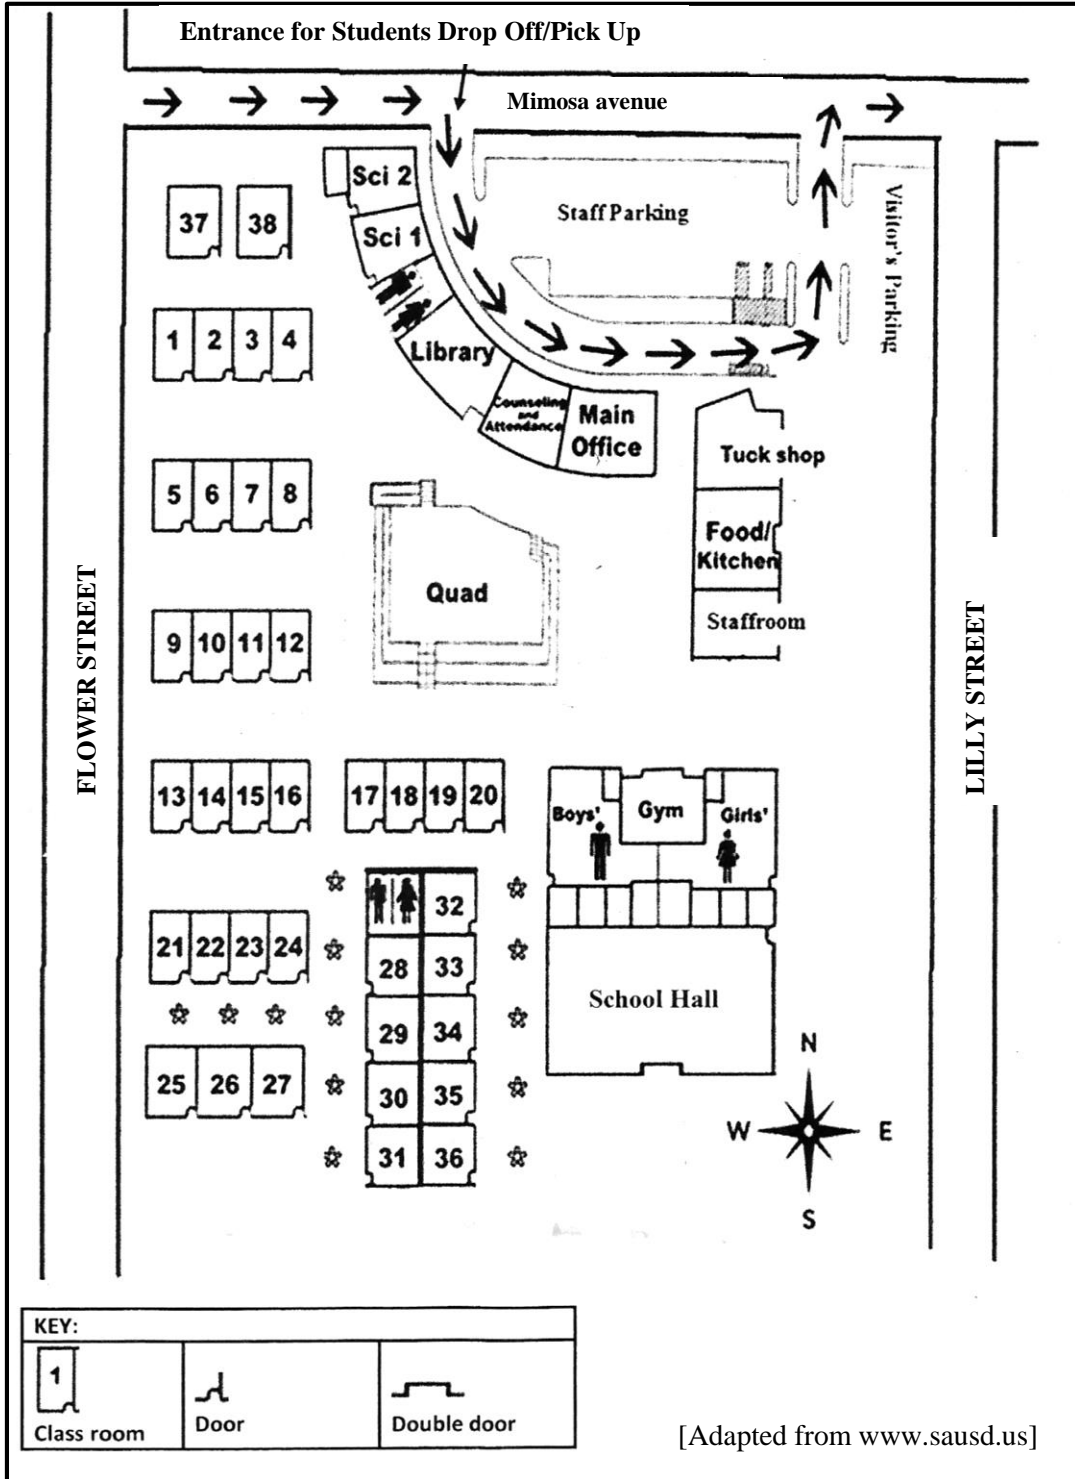 Entrance for Students Drop Off/Pick Up
Mimosa avenue
Sci 2
Staff Parking
Visitor's Parking
37 38
Sci 1
1 2 3 4
Library
Counseling
and
Attendance
Main
Office
Tuck shop
5 6 7 8
Food/
Kitchen
Quad
Staffroom
9 10 11 12
FLOWER STREET
LILLY STREET
13 14 15 16
17 18 19 20
Boys'
Gym
Girls'
32
21 22 23 24
28 33
School Hall
29 34
25 26 27
30 35
31 36
N
W E
S
KEY:
1
Class room
Door
Double door
[Adapted from www.sausd.us]